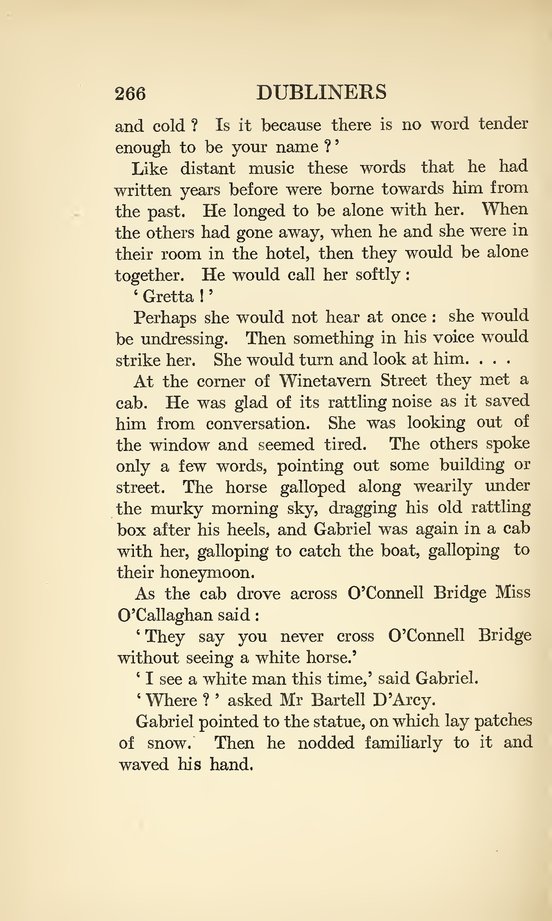 266 DUBLINERS
and cold ? Is it because there is no word tender
enough to be your name ?’
Like distant music these words that he had
written years before were borne towards him from
the past. He longed to be alone with her. When
the others had gone away, when he and she were in
their room in the hotel, then they would be alone
together. He would call her softly :
‘ Gretta ! ’
Perhaps she would not hear at once : she would
be undressing. Then something in his voice would
strike her. She would turn and look at him. . . .
At the corner of Winetavern Street they met a
cab. He was glad of its rattling noise as it saved
him from conversation. She was looking out of
the window and seemed tired. The others spoke
only a few words, pointing out some building or
street. The horse galloped along wearily under
the murky morning sky, dragging his old rattling
box after his heels, and Gabriel was again in a cab
with her, galloping to catch the boat, galloping to
their honeymoon.
As the cab drove across O’Connell Bridge Miss
O’Callaghan said :
‘ They say you never cross O’Connell Bridge
without seeing a white horse.’
‘ I see a white man this time,’ said Gabriel.
‘ Where ? ’ asked Mr Bartell D’Arcy.
Gabriel pointed to the statue, on which lay patches
of snow. Then he nodded familiarly to it and
waved his hand.